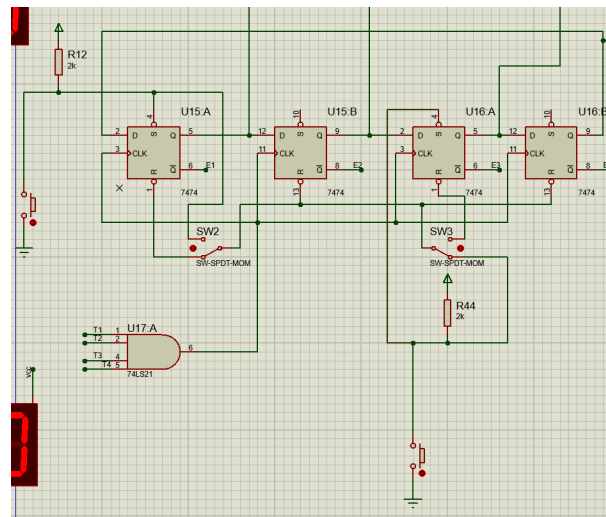 R12
2k
U15:A
U15:B
U16:A
U16:B
4
10
4
10
2 D S Q 5
12 D S Q 9
2 D S Q 5
12 D S Q 9
3 CLK
11 CLK
3 CLK
11 CLK
Q 6 E1
Q 8 E2
Q 6 E3
Q 8
R
R
R
R
1
13
1
13
7474
7474
7474
7474
SW2
SW-SPDT-MOM
SW3
SW-SPDT-MOM
R44
2k
U17:A
T1 1
T2 2
T3 4
T4 5
6
74LS21
VCC